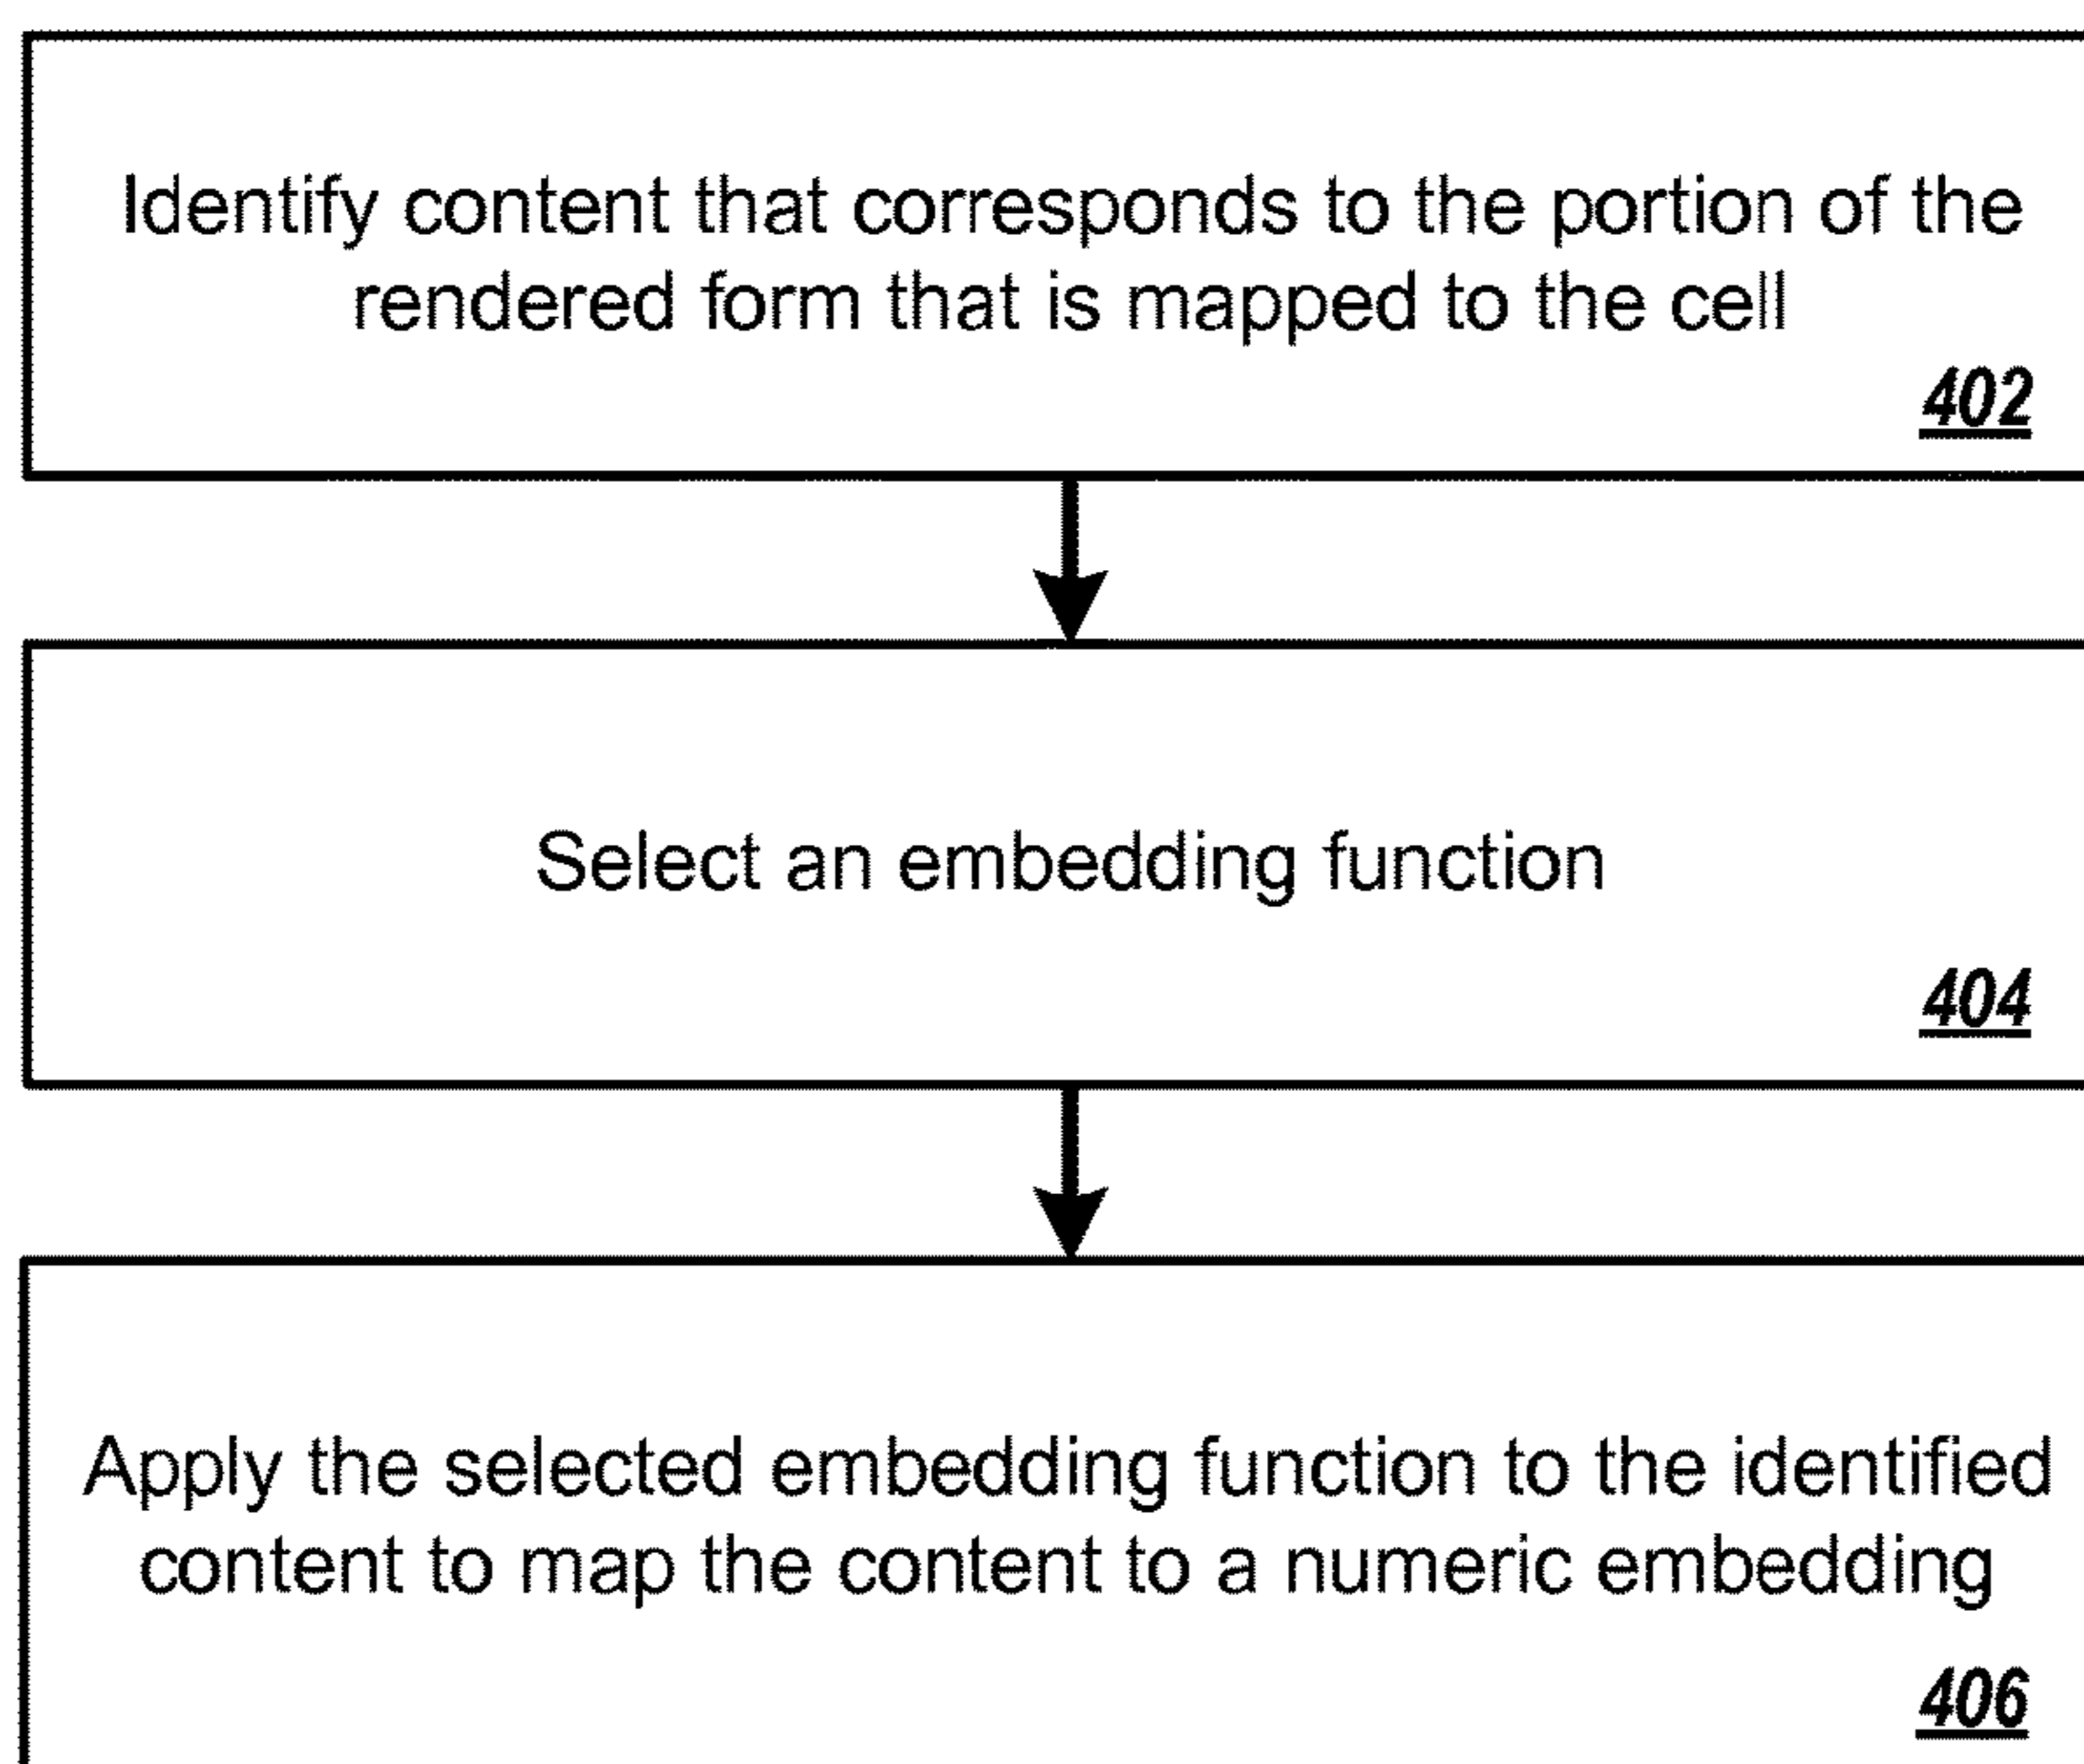 Identify content that corresponds to the portion of the
rendered form that is mapped to the cell
402
Select an embedding function
404
Apply the selected embedding function to the identified
content to map the content to a numeric embedding
406